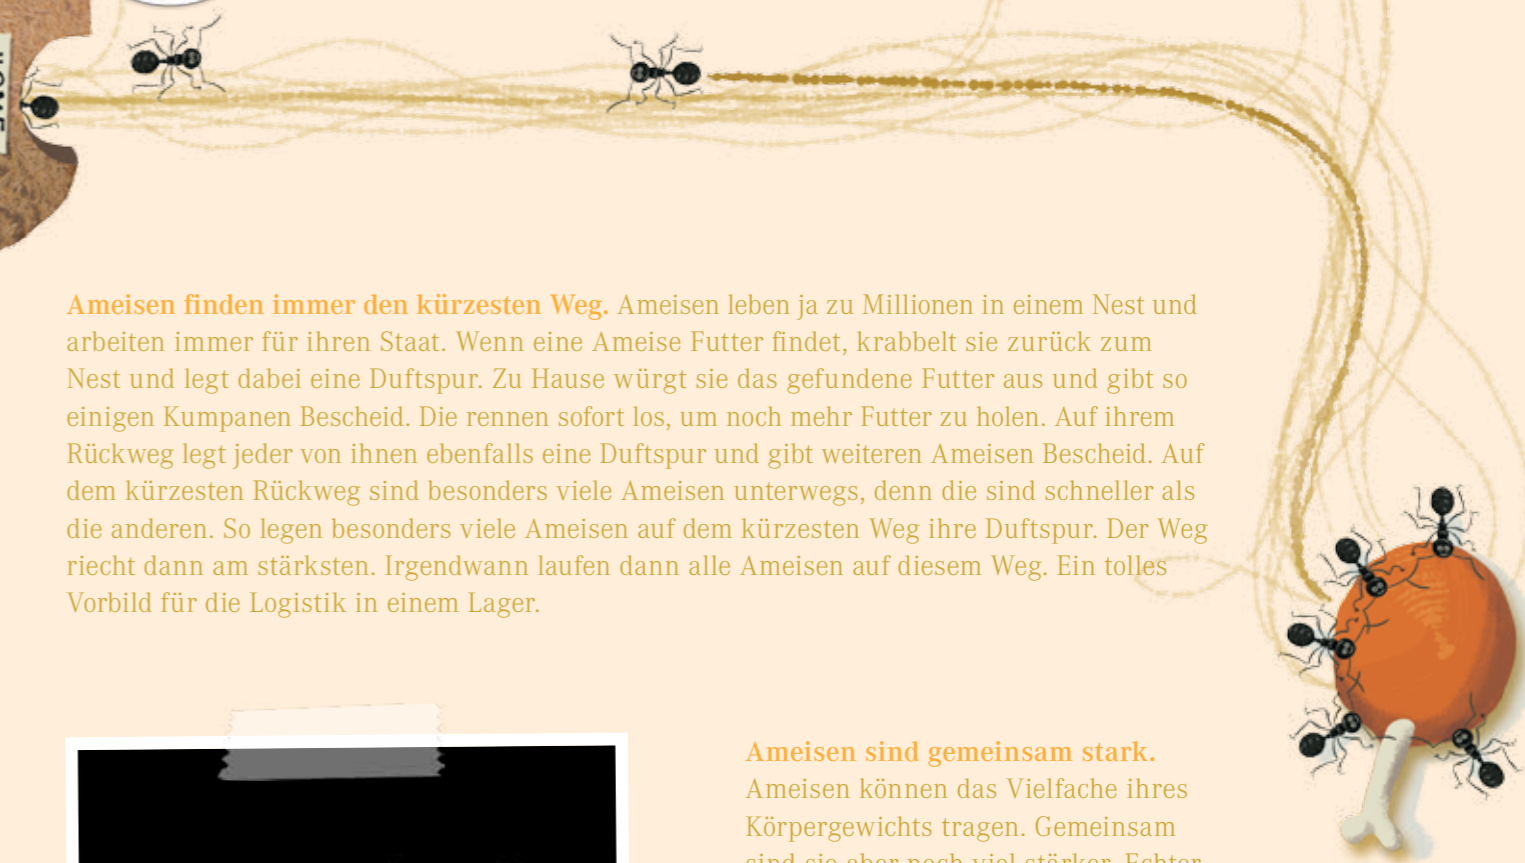 Ameisen finden immer den kürzesten Weg. Ameisen leben ja zu Millionen in einem Nest und
arbeiten immer für ihren Staat. Wenn eine Ameise Futter findet, krabbelt sie zurück zum
Nest und legt dabei eine Duftspur. Zu Hause würgt sie das gefundene Futter aus und gibt so
einigen Kumpanen Bescheid. Die rennen sofort los, um noch mehr Futter zu holen. Auf ihrem
Rückweg legt jeder von ihnen ebenfalls eine Duftspur und gibt weiteren Ameisen Bescheid. Auf
dem kürzesten Rückweg sind besonders viele Ameisen unterwegs, denn die sind schneller als
die anderen. So legen besonders viele Ameisen auf dem kürzesten Weg ihre Duftspur. Der Weg
riecht dann am stärksten. Irgendwann laufen dann alle Ameisen auf diesem Weg. Ein tolles
Vorbild für die Logistik in einem Lager.
Ameisen sind gemeinsam stark.
Ameisen können das Vielfache ihres
Körpergewichts tragen. Gemeinsam
sind sie aber noch viel stärker. Echter